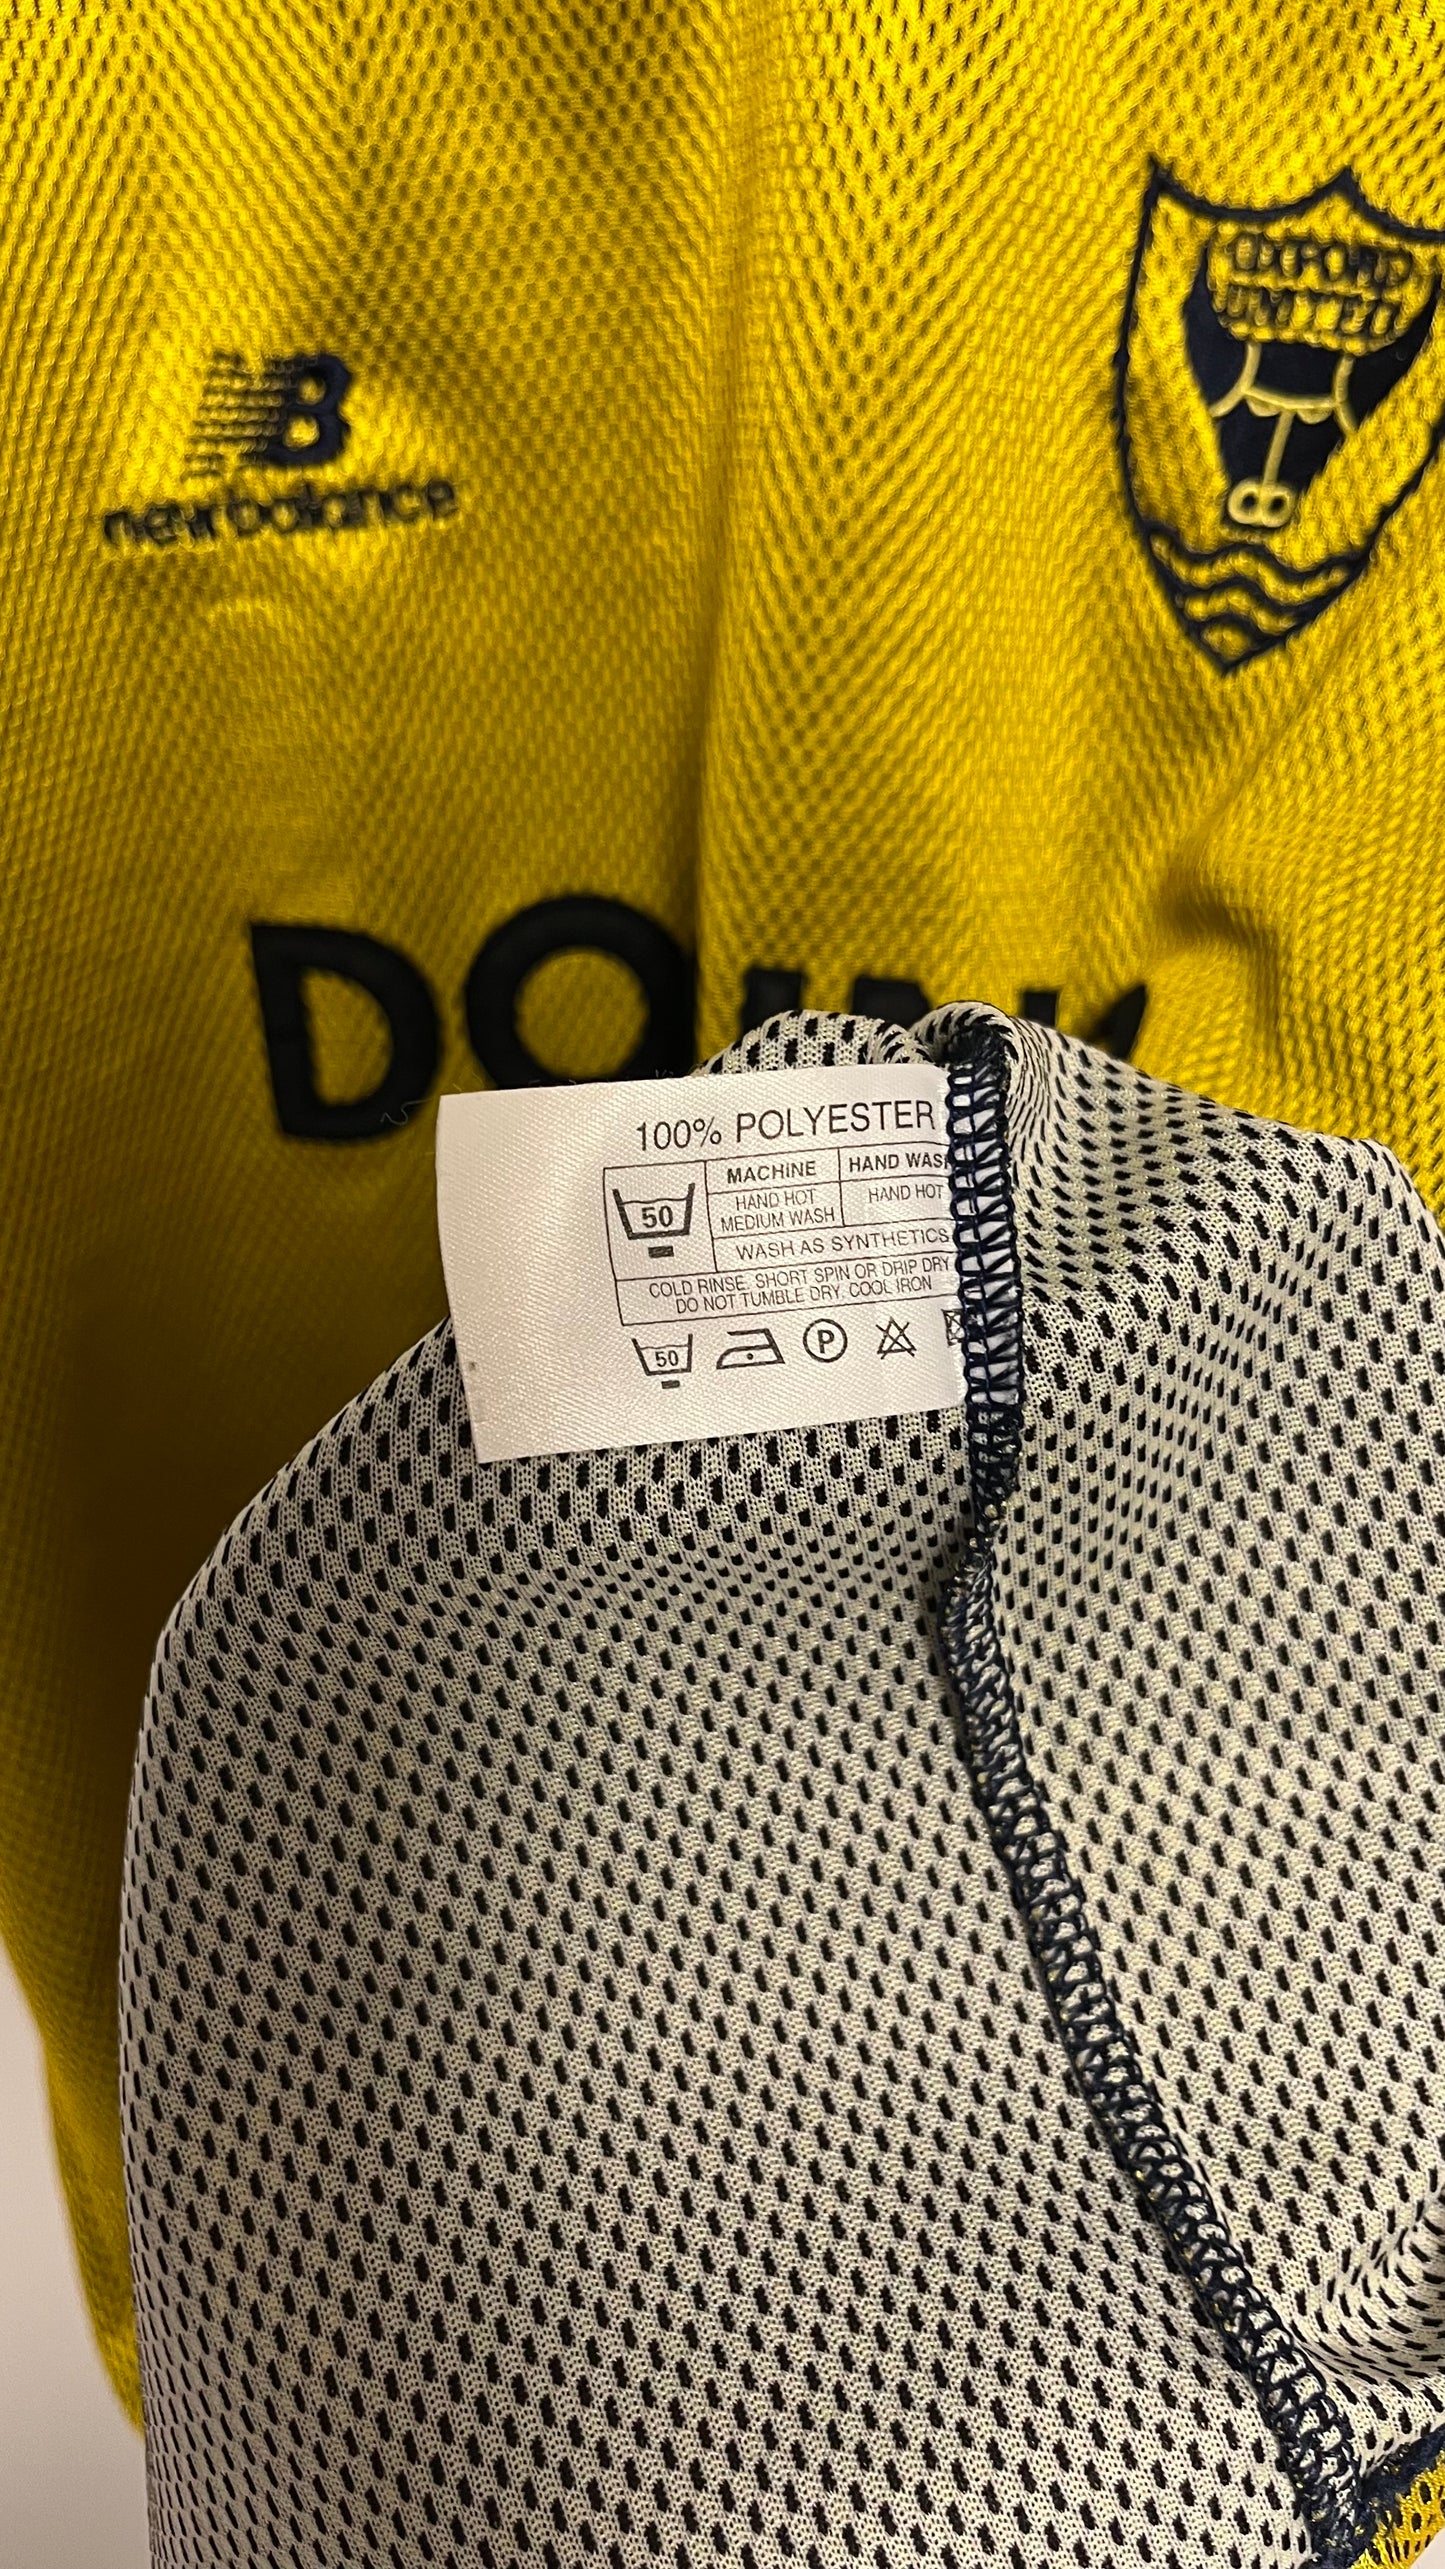 OXFORD
UNITED
new balance
DO
100% POLYESTER
MACHINE HAND WASH
50 HAND HOT HAND HOT
MEDIUM WASH
WASH AS SYNTHETICS
COLD RINSE. SHORT SPIN OR DRIP DRY
DO NOT TUMBLE DRY. COOL IRON
50 P